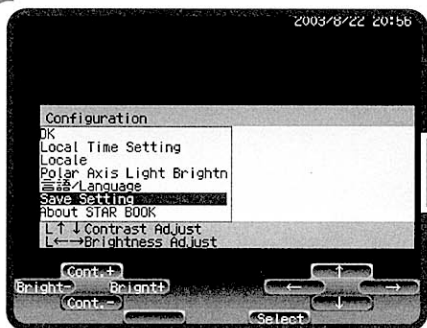 2003/8/22 20:56
Configuration
OK
Local Time Setting
Locale
Polar Axis Light Brightn
言語/Language
Save Setting
About STAR BOOK
L↑↓Contrast Adjust
L←→Brightness Adjust
Cont.+
Bright- Bright+
Cont.-
↑
← →
↓
Select